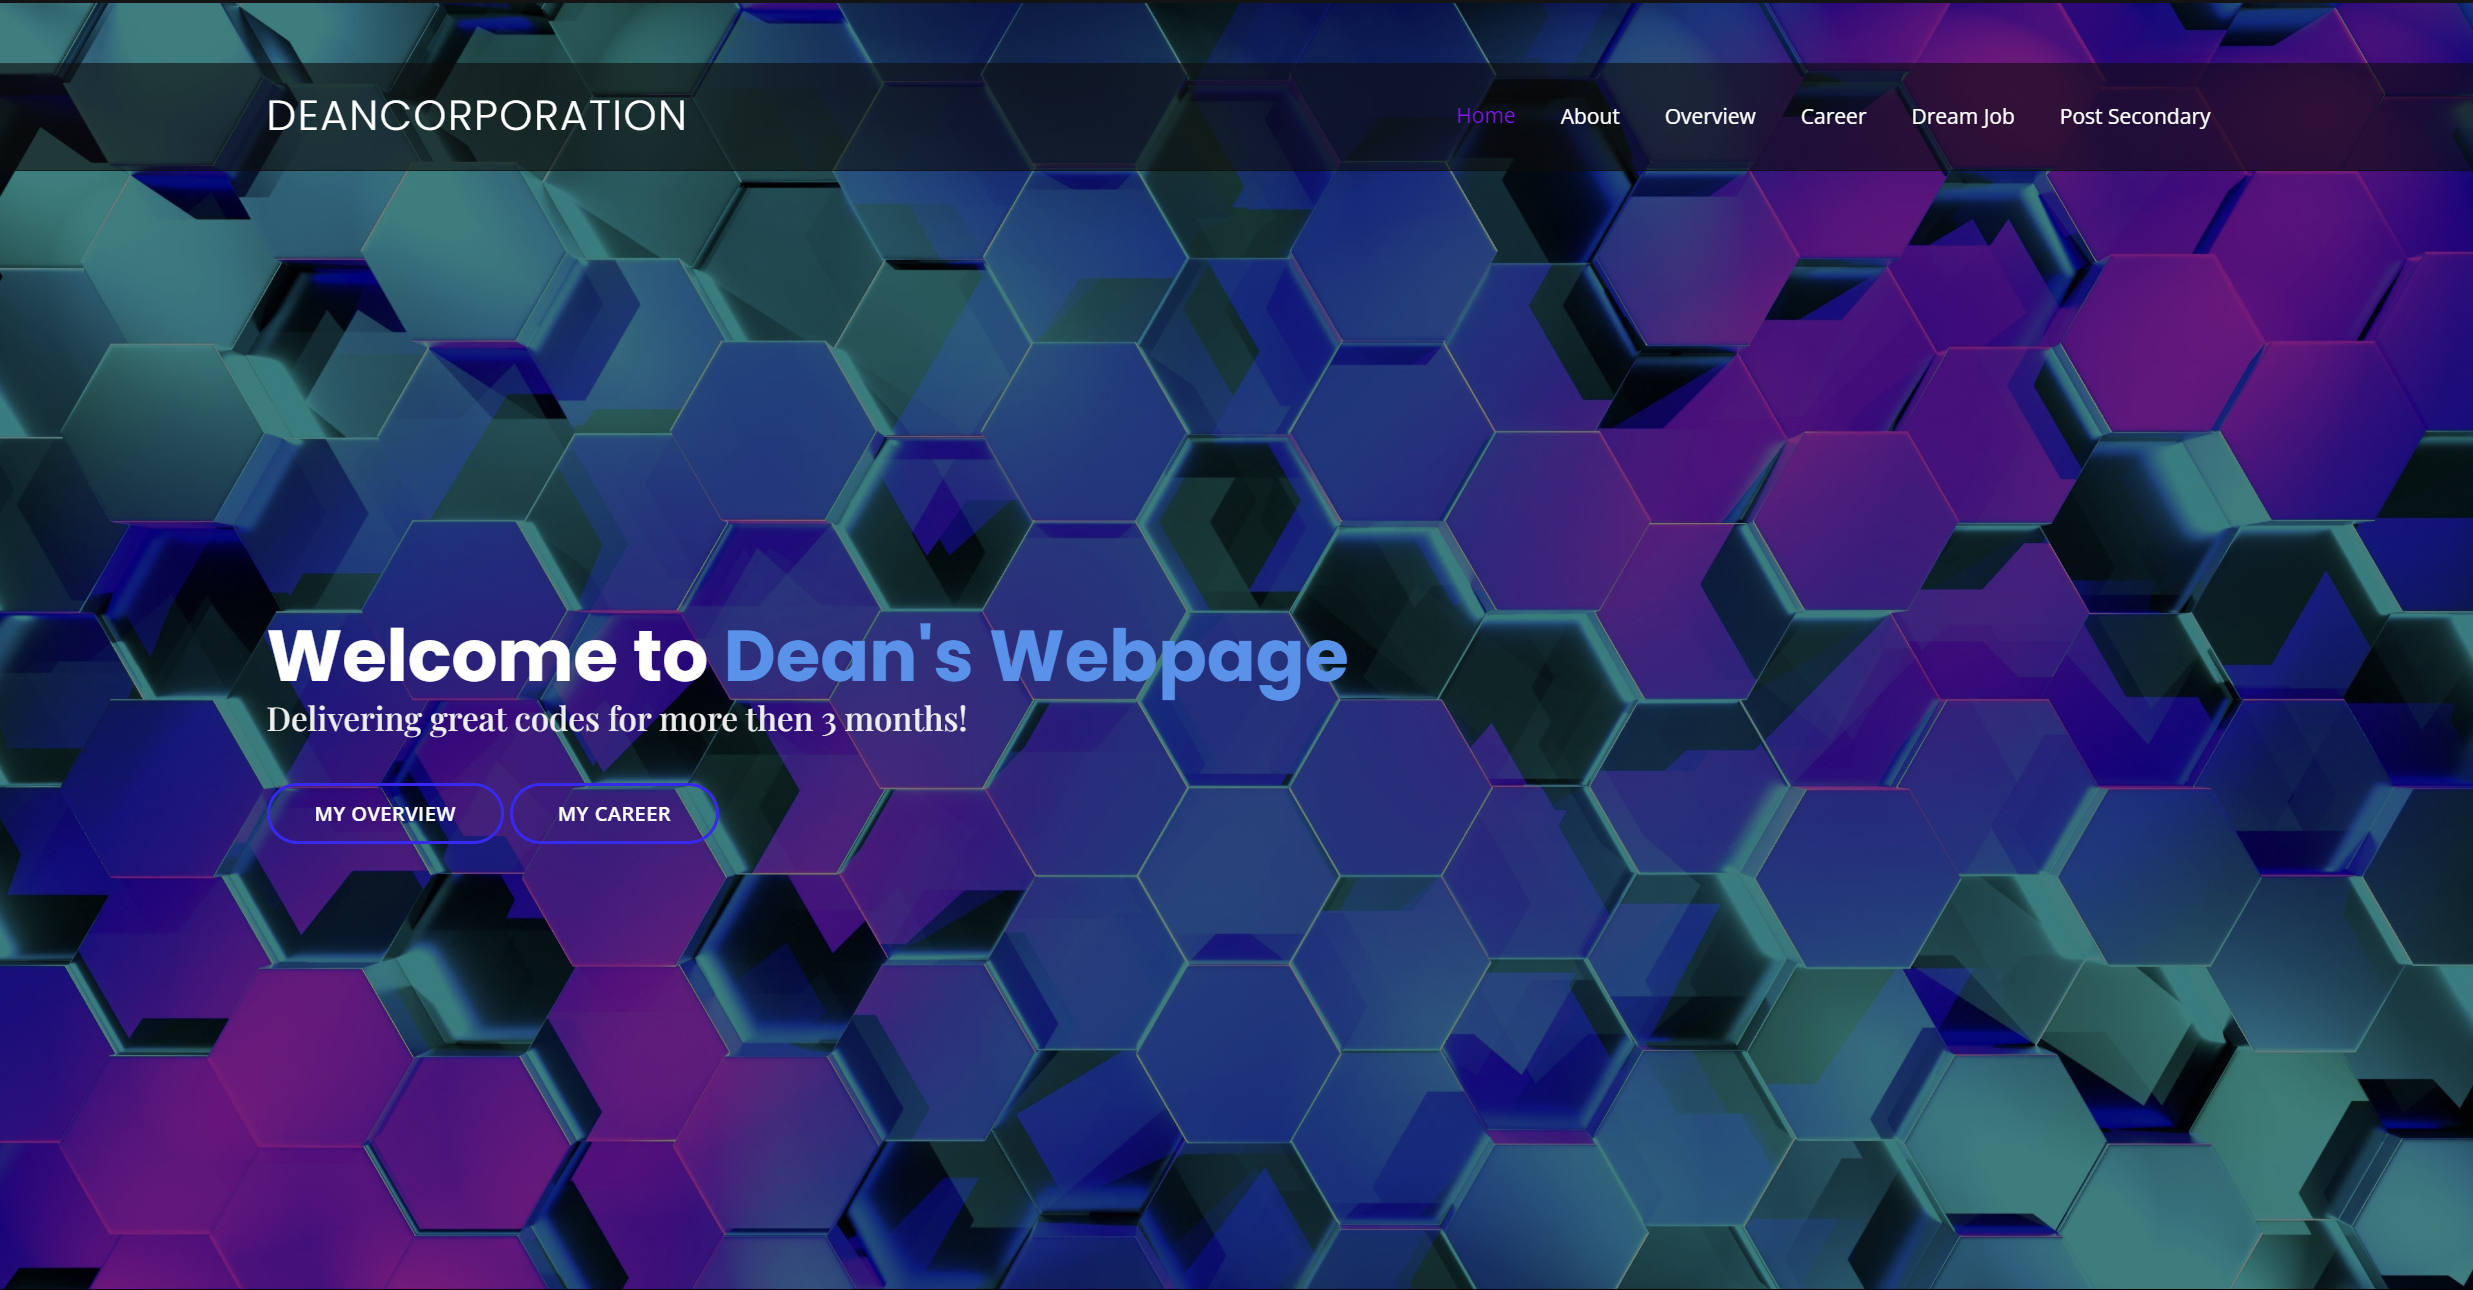 DEANCORPORATION
Home About Overview Career Dream Job Post Secondary
Welcome to Dean's Webpage
Delivering great codes for more then 3 months!
MY OVERVIEW MY CAREER